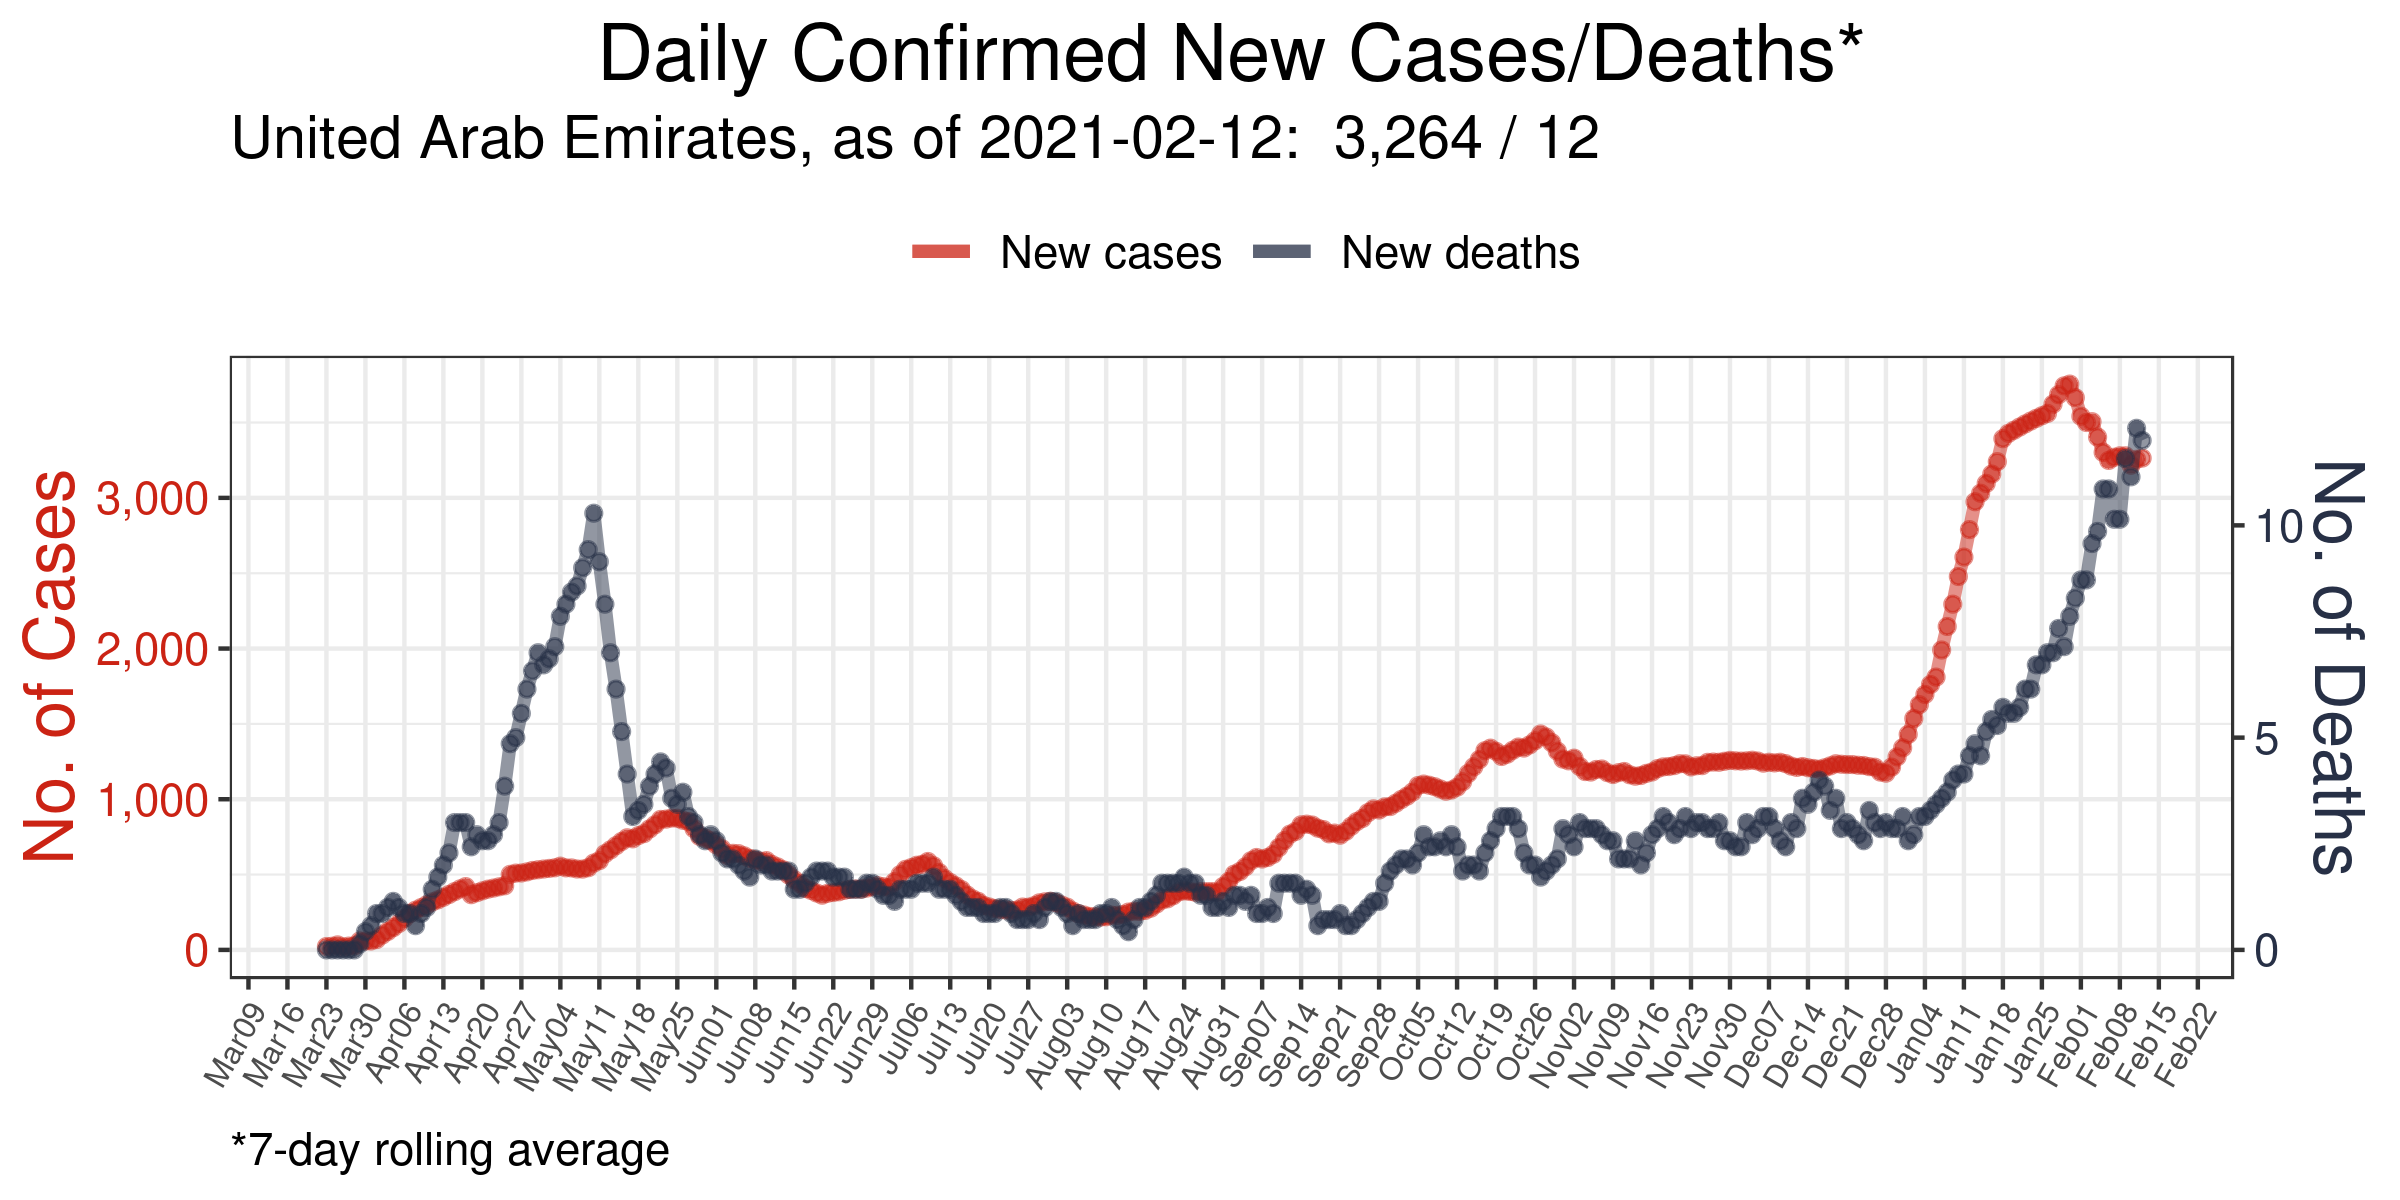 Daily Confirmed New Cases/Deaths*
United Arab Emirates, as of 2021-02-12:  3,264 / 12
New cases
New deaths
No. of Cases
3,000
2,000
1,000
0
10
5
0
No. of Deaths
Mar09
Mar16
Mar23
Mar30
Apr06
Apr13
Apr20
Apr27
May04
May11
May18
May25
Jun01
Jun08
Jun15
Jun22
Jun29
Jul06
Jul13
Jul20
Jul27
Aug03
Aug10
Aug17
Aug24
Aug31
Sep07
Sep14
Sep21
Sep28
Oct05
Oct12
Oct19
Oct26
Nov02
Nov09
Nov16
Nov23
Nov30
Dec07
Dec14
Dec21
Dec28
Jan04
Jan11
Jan18
Jan25
Feb01
Feb08
Feb15
Feb22
*7-day rolling average